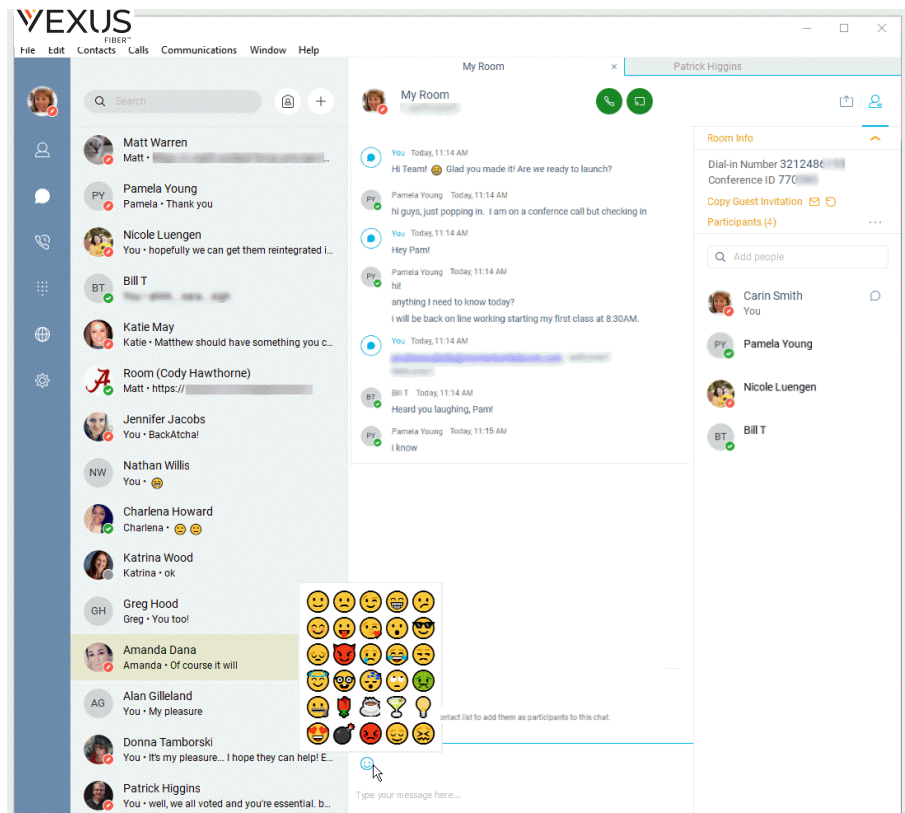 VEXUS
FIBER™
File Edit Contacts Calls Communications Window Help
My Room ×
Patrick Higgins
Search
My Room
Room Info
Dial-in Number 3212486
Conference ID 770
Copy Guest Invitation
Participants (4) ...
Add people
Carin Smith
You
PY Pamela Young
Nicole Luengen
BT Bill T
Matt Warren
Matt •
PY Pamela Young
Pamela • Thank you
Nicole Luengen
You • hopefully we can get them reintegrated i...
BT Bill T
Katie May
Katie • Matthew should have something you c...
Room (Cody Hawthorne)
Matt • https://
Jennifer Jacobs
You • BackAtcha!
NW Nathan Willis
You • 😁
Charlena Howard
Charlena • 😐 😐
Katrina Wood
Katrina • ok
GH Greg Hood
Greg • You too!
Amanda Dana
Amanda • Of course it will
AG Alan Gilleland
You • My pleasure
Donna Tamborski
You • It's my pleasure... I hope they can help! E...
Patrick Higgins
You • well, we all voted and you're essential. b...
You Today, 11:14 AM
Hi Team! 😁 Glad you made it! Are we ready to launch?
PY Pamela Young Today, 11:14 AM
hi guys, just popping in. I am on a confernce call but checking in
You Today, 11:14 AM
Hey Pam!
PY Pamela Young Today, 11:14 AM
hi!
anything I need to know today?
i will be back on line working starting my first class at 8:30AM.
You Today, 11:14 AM
BT Bill T Today, 11:14 AM
Heard you laughing, Pam!
PY Pamela Young Today, 11:15 AM
i know
ontact list to add them as participants to this chat.
Type your message here...